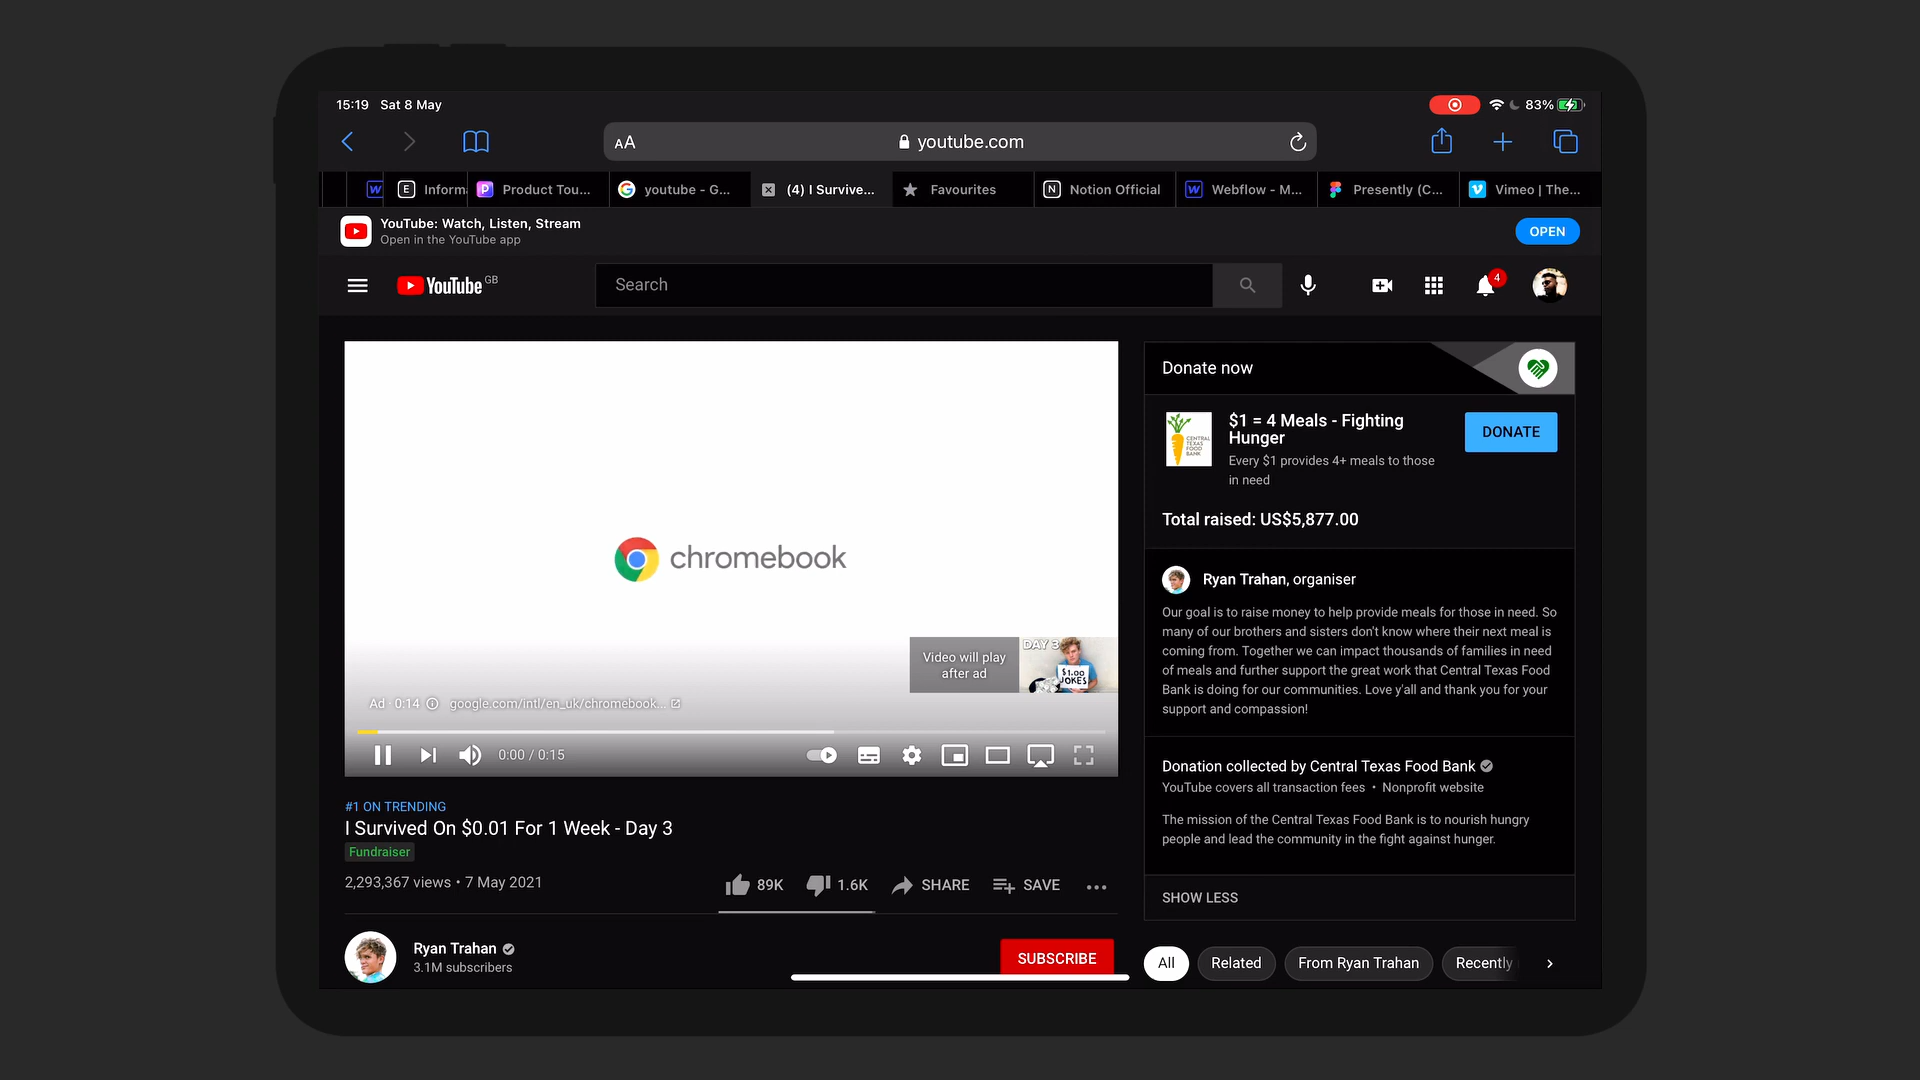 15:19 Sat 8 May
83%
AA
youtube.com
W
E
Inform
Product Tou...
youtube - G...
(4) I Survive...
Favourites
N
Notion Official
W
Webflow - M...
Presently (C...
Vimeo | The...
YouTube: Watch, Listen, Stream
Open in the YouTube app
OPEN
YouTube GB
Search
4
chromebook
Video will play
after ad
DAY 3
$1.00
JOKES
Ad · 0:14
google.com/intl/en_uk/chromebook...
0:00 / 0:15
#1 ON TRENDING
I Survived On $0.01 For 1 Week - Day 3
Fundraiser
2,293,367 views • 7 May 2021
89K
1.6K
SHARE
SAVE
Ryan Trahan
3.1M subscribers
SUBSCRIBE
Donate now
CENTRAL
TEXAS
FOOD
BANK
$1 = 4 Meals - Fighting
Hunger
Every $1 provides 4+ meals to those
in need
DONATE
Total raised: US$5,877.00
Ryan Trahan, organiser
Our goal is to raise money to help provide meals for those in need. So
many of our brothers and sisters don't know where their next meal is
coming from. Together we can impact thousands of families in need
of meals and further support the great work that Central Texas Food
Bank is doing for our communities. Love y'all and thank you for your
support and compassion!
Donation collected by Central Texas Food Bank
YouTube covers all transaction fees • Nonprofit website
The mission of the Central Texas Food Bank is to nourish hungry
people and lead the community in the fight against hunger.
SHOW LESS
All
Related
From Ryan Trahan
Recently